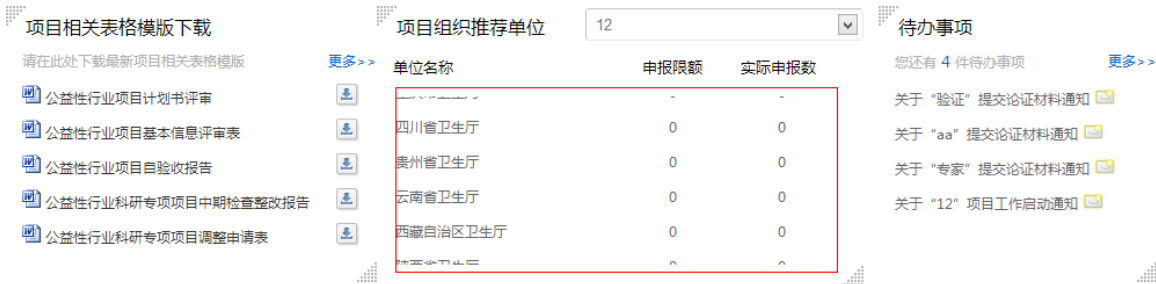 项目相关表格模版下载
请在此处下载最新项目相关表格模版 更多>>
公益性行业项目计划书评审
公益性行业项目基本信息评审表
公益性行业项目自验收报告
公益性行业科研专项项目中期检查整改报告
公益性行业科研专项项目调整申请表
项目组织推荐单位 12
单位名称 申报限额 实际申报数
四川省卫生厅 0 0
贵州省卫生厅 0 0
云南省卫生厅 0 0
西藏自治区卫生厅 0 0
待办事项
您还有 4 件待办事项 更多>>
关于“验证”提交论证材料通知
关于“aa”提交论证材料通知
关于“专家”提交论证材料通知
关于“12”项目工作启动通知